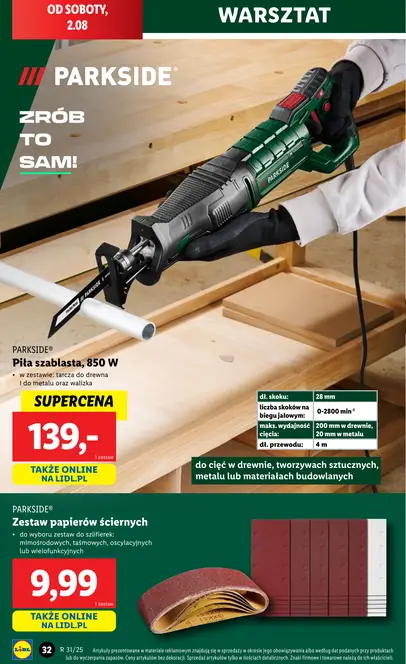 OD SOBOTY,
2.08
WARSZTAT
/// PARKSIDE®
ZRÓB
TO
SAM!
PARKSIDE
PARKSIDE
PARKSIDE®
Piła szablasta, 850 W
• w zestawie: tarcza do drewna
i do metalu oraz walizka
SUPERCENA
139,-
1 zestaw
TAKŻE ONLINE
NA LIDL.PL
dł. skoku: 28 mm
liczba skoków na
biegu jałowym: 0-2800 min⁻¹
maks. wydajność
cięcia: 200 mm w drewnie,
20 mm w metalu
dł. przewodu: 4 m
do cięć w drewnie, tworzywach sztucznych,
metalu lub materiałach budowlanych
PARKSIDE®
Zestaw papierów ściernych
• do wyboru zestaw do szlifierek:
mimośrodowych, taśmowych, oscylacyjnych
lub wielofunkcyjnych
9,99
1 zestaw
TAKŻE ONLINE
NA LIDL.PL
LIDL
32
R 31/25
Artykuły prezentowane w materiale reklamowym znajdują się w sprzedaży w okresie jego obowiązywania albo według dat podanych przy produktach
lub do wyczerpania zapasów. Ceny artykułów bez dekoracji. Sprzedaż artykułów tylko w ilościach detalicznych. Znaki firmowe i towarowe należą do ich właścicieli.